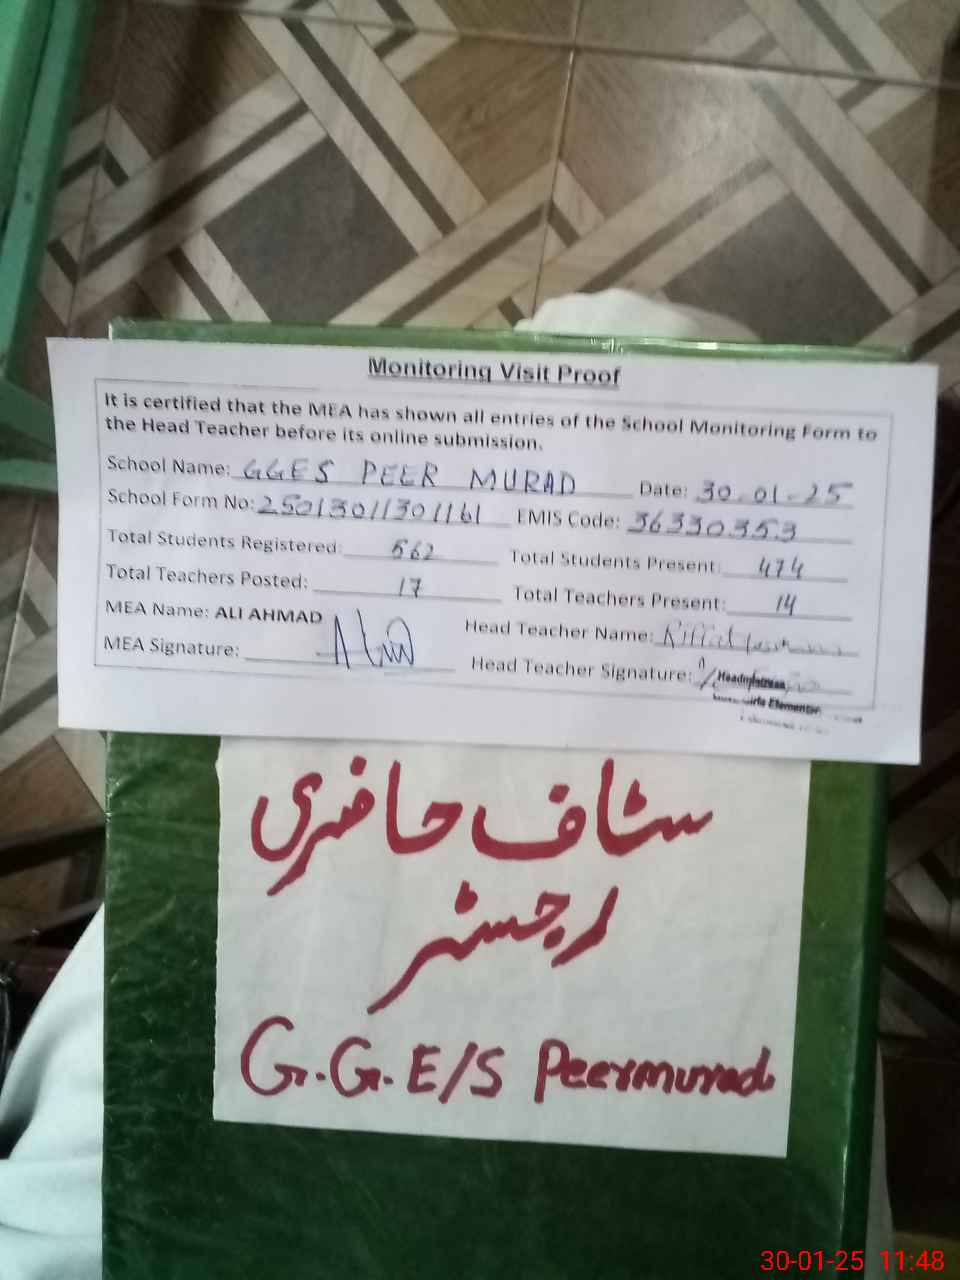 Monitoring Visit Proof
It is certified that the MEA has shown all entries of the School Monitoring Form to
the Head Teacher before its online submission.
School Name: GGES PEER MURAD Date: 30-01-25
School Form No: 25013011301161 EMIS Code: 36330353
Total Students Registered: 562 Total Students Present: 474
Total Teachers Posted: 17 Total Teachers Present: 14
MEA Name: ALI AHMAD Head Teacher Name: Riffat
MEA Signature: Head Teacher Signature:
Headmistress
Girls Elementary
سٹاف حاضری
رجسٹر
G.G.E/S Peermurad
30-01-25 11:48